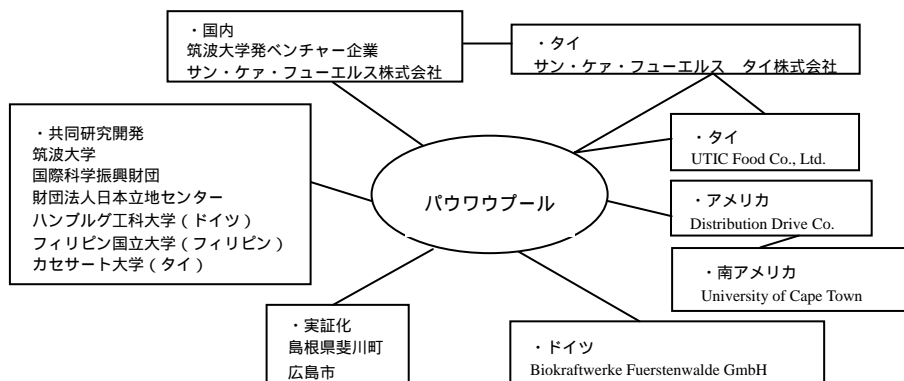 ・国内
筑波大学発ベンチャー企業
サン・ケァ・フューエルス株式会社
・タイ
サン・ケァ・フューエルス　タイ株式会社
・共同研究開発
筑波大学
国際科学振興財団
財団法人日本立地センター
ハンブルグ工科大学（ドイツ）
フィリピン国立大学（フィリピン）
カセサート大学（タイ）
パウワウプール
・タイ
UTIC Food Co., Ltd.
・アメリカ
Distribution Drive Co.
・南アメリカ
University of Cape Town
・実証化
島根県斐川町
広島市
・ドイツ
Biokraftwerke Fuerstenwalde GmbH